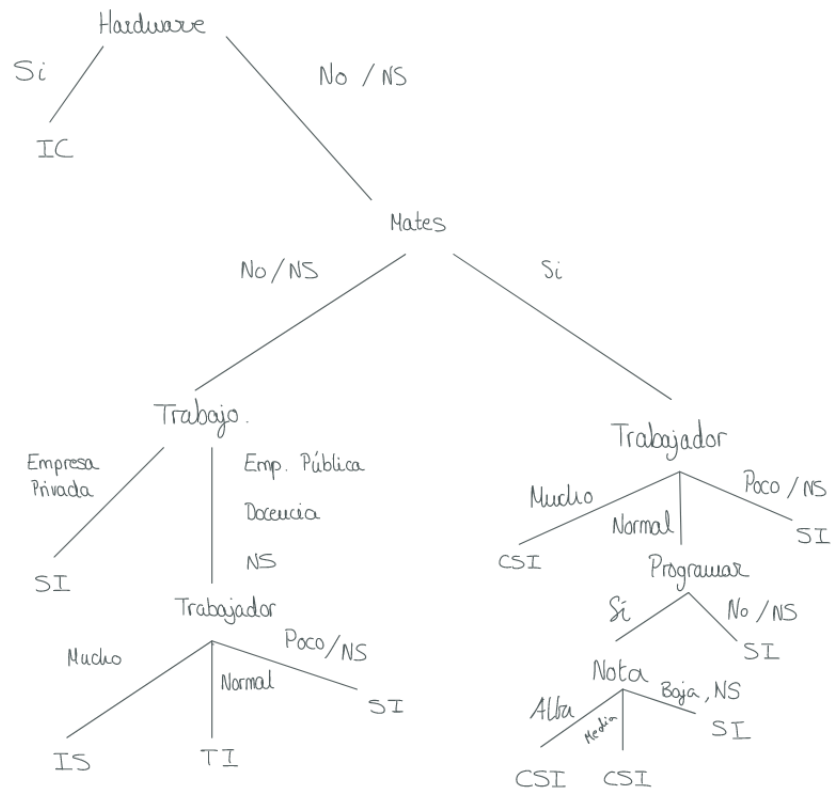 Hardware
Si
No / NS
IC
Mates
No/NS
Si
Trabajo.
Trabajador
Empresa
Privada
Emp. Pública
Docencia
NS
Mucho
Normal
Poco / NS
CSI
SI
Programar
SI
Trabajador
Sí
No / NS
SI
Mucho
Normal
Poco/NS
Nota
SI
Alta
Media
Baja, NS
SI
IS
TI
CSI
CSI